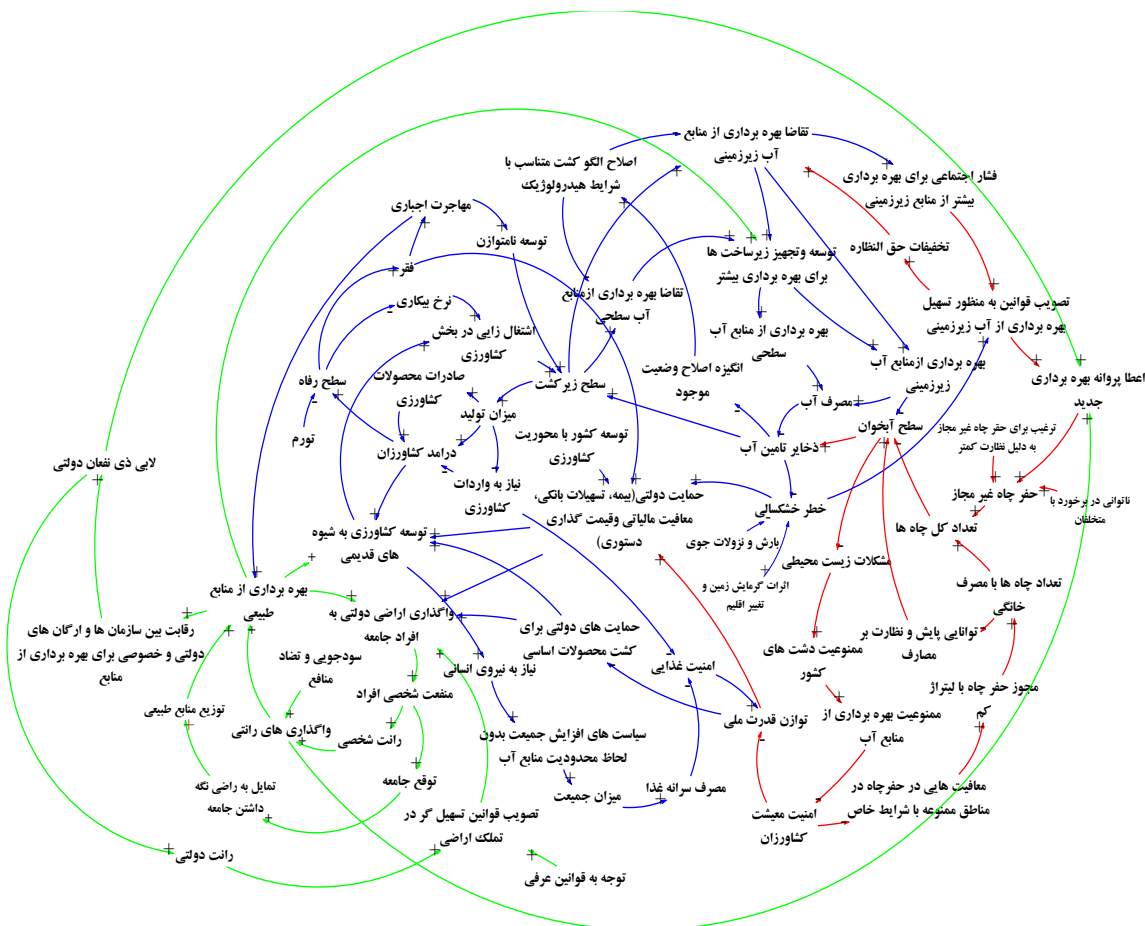 تقاضا بهره برداری از منابع
آب زیرزمینی
اصلاح الگو کشت متناسب با
شرایط هیدرولوژیک
فشار اجتماعی برای بهره برداری
بیشتر از منابع زیرزمینی
مهاجرت اجباری
توسعه نامتوازن
تخفیفات حق النظاره
توسعه وتجهیز زیرساخت ها
برای بهره برداری بیشتر
فقر
تقاضا بهره برداری ازمنابع
آب سطحی
تصویب قوانین به منظور تسهیل
بهره برداری از آب زیرزمینی
نرخ بیکاری
اشتغال زایی در بخش
کشاورزی
بهره برداری از منابع آب
سطحی
بهره برداری ازمنابع آب
زیرزمینی
اعطا پروانه بهره برداری
جدید
انگیزه اصلاح وضعیت
موجود
سطح رفاه
صادرات محصولات
کشاورزی
سطح زیرکشت
مصرف آب
میزان تولید
سطح آبخوان
ترغیب برای حفر چاه غیر مجاز
به دلیل نظارت کمتر
تورم
درامد کشاورزان
توسعه کشور با محوریت
کشاورزی
ذخایر تامین آب
لابی ذی نفعان دولتی
نیاز به واردات
کشاورزی
حمایت دولتی(بیمه، تسهیلات بانکی،
معافیت مالیاتی وقیمت گذاری
دستوری)
خطر خشکسالی
حفر چاه غیر مجاز
ناتوانی در برخورد با
متخلفان
توسعه کشاورزی به شیوه
های قدیمی
بارش و نزولات جوی
تعداد کل چاه ها
مشکلات زیست محیطی
اثرات گرمایش زمین و
تغییر اقلیم
بهره برداری از منابع
طبیعی
واگذاری اراضی دولتی به
افراد جامعه
تعداد چاه ها با مصرف
خانگی
رقابت بین سازمان ها و ارگان های
دولتی و خصوصی برای بهره برداری از
منابع
حمایت های دولتی برای
کشت محصولات اساسی
توانایی پایش و نظارت بر
مصارف
سودجویی و تضاد
منافع
نیاز به نیروی انسانی
امنیت غذایی
ممنوعیت دشت های
کشور
مجوز حفر چاه با لیتراژ
کم
منفعت شخصی افراد
توزیع منابع طبیعی
واگذاری های رانتی
رانت شخصی
توازن قدرت ملی
ممنوعیت بهره برداری از
منابع آب
سیاست های افزایش جمیعت بدون
لحاظ محدودیت منابع آب
تمایل به راضی نگه
داشتن جامعه
توقع جامعه
میزان جمیعت
مصرف سرانه غذا
معافیت هایی در حفرچاه در
مناطق ممنوعه با شرایط خاص
تصویب قوانین تسهیل گر در
تملک اراضی
امنیت معیشت
کشاورزان
رانت دولتی
توجه به قوانین عرفی